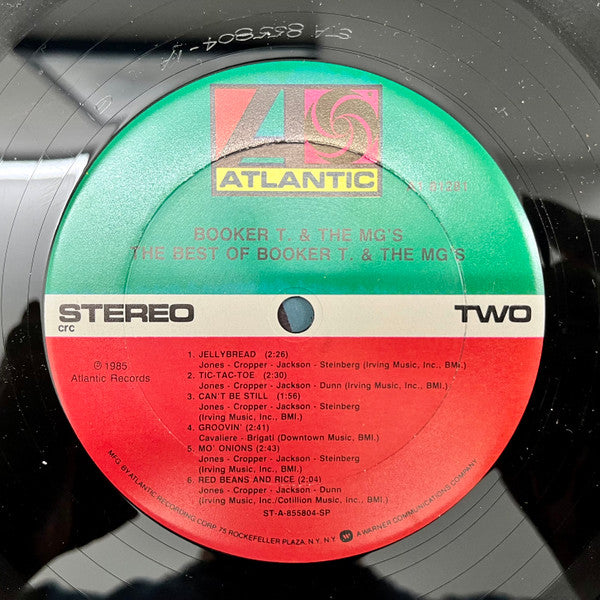 ST-A 855804-
ATLANTIC
A1 81281
BOOKER T. & THE MG'S
THE BEST OF BOOKER T. & THE MG'S
STEREO
TWO
crc
℗ 1985
Atlantic Records
1. JELLYBREAD (2:26)
Jones - Cropper - Jackson - Steinberg (Irving Music, Inc., BMI.)
2. TIC-TAC-TOE (2:30)
Jones - Cropper - Jackson - Dunn (Irving Music, Inc., BMI.)
3. CAN'T BE STILL (1:56)
Jones - Cropper - Jackson - Steinberg
(Irving Music, Inc., BMI.)
4. GROOVIN' (2:41)
Cavaliere - Brigati (Downtown Music, BMI.)
5. MO' ONIONS (2:43)
Jones - Cropper - Jackson - Steinberg
(Irving Music, Inc., BMI.)
6. RED BEANS AND RICE (2:04)
Jones - Cropper - Jackson - Dunn
(Irving Music, Inc./Cotillion Music, Inc., BMI.)
ST-A-855804-SP
MFG. BY ATLANTIC RECORDING CORP. 75 ROCKEFELLER PLAZA, N.Y. N.Y. A WARNER COMMUNICATIONS COMPANY